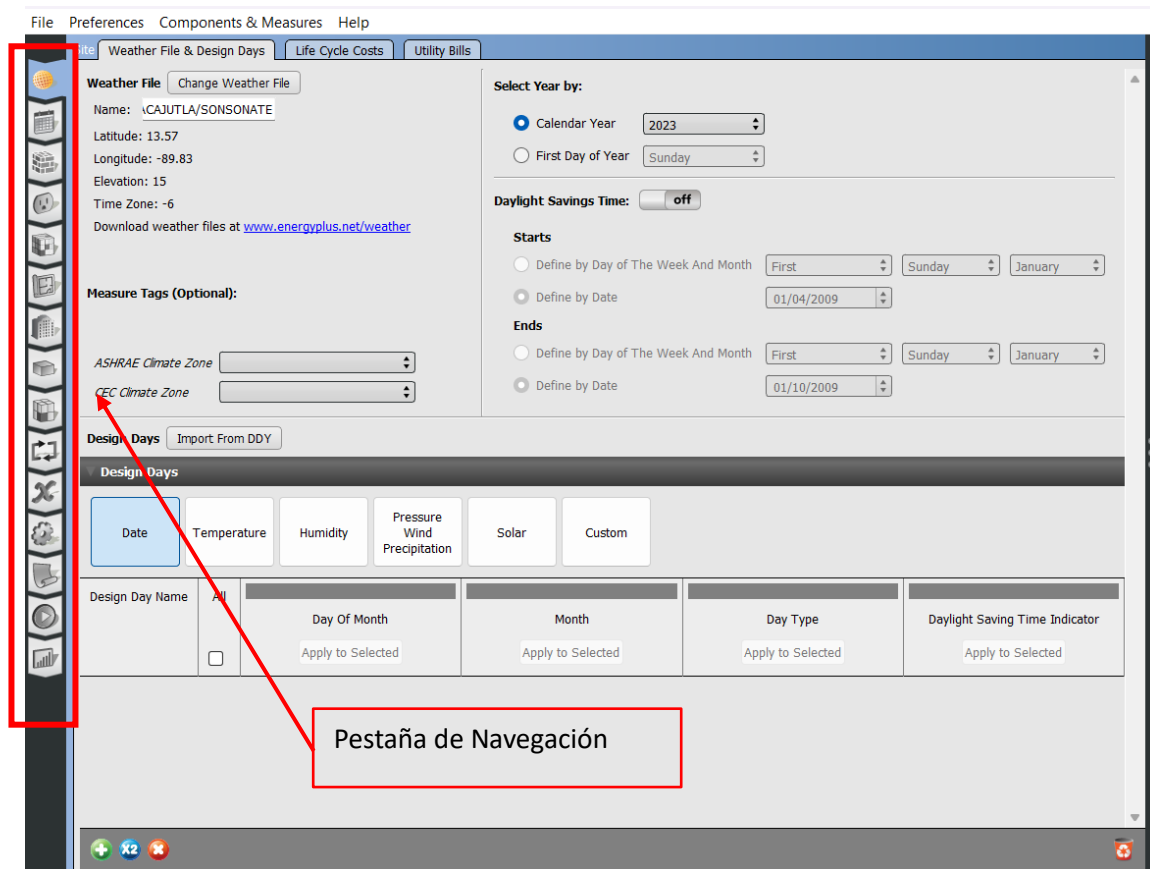 File Preferences Components & Measures Help
ite Weather File & Design Days Life Cycle Costs Utility Bills
Weather File Change Weather File
Name: ACAJUTLA/SONSONATE
Latitude: 13.57
Longitude: -89.83
Elevation: 15
Time Zone: -6
Download weather files at www.energyplus.net/weather
Measure Tags (Optional):
ASHRAE Climate Zone
CEC Climate Zone
Select Year by:
Calendar Year 2023
First Day of Year Sunday
Daylight Savings Time: off
Starts
Define by Day of The Week And Month First Sunday January
Define by Date 01/04/2009
Ends
Define by Day of The Week And Month First Sunday January
Define by Date 01/10/2009
Design Days Import From DDY
Design Days
Date Temperature Humidity Pressure Wind Precipitation Solar Custom
Design Day Name All Day Of Month Month Day Type Daylight Saving Time Indicator
Apply to Selected Apply to Selected Apply to Selected Apply to Selected
Pestaña de Navegación
X2